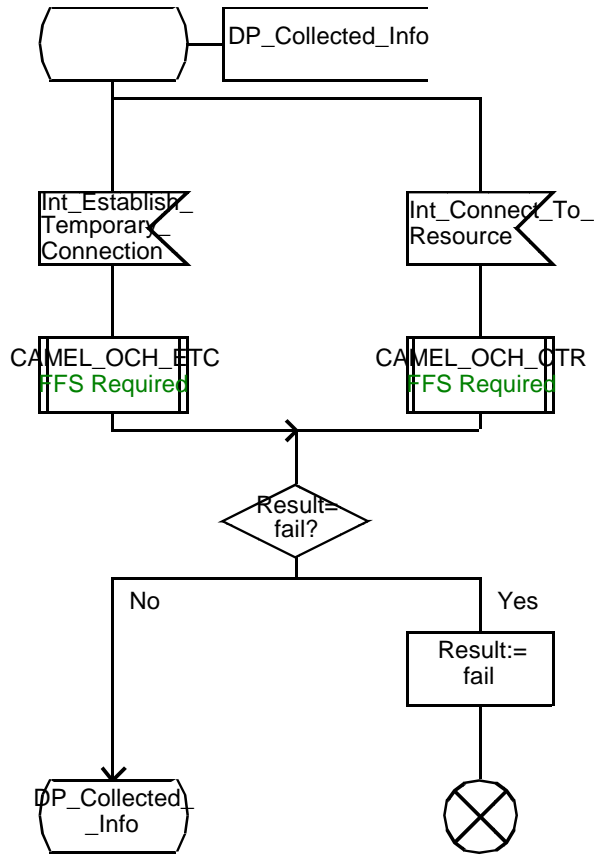 DP_Collected_Info
Int_Establish_
Temporary_
Connection
Int_Connect_To_
Resource
CAMEL_OCH_ETC
FFS Required
CAMEL_OCH_CTR
FFS Required
Result=
fail?
No
Yes
Result:=
fail
DP_Collected_
_Info